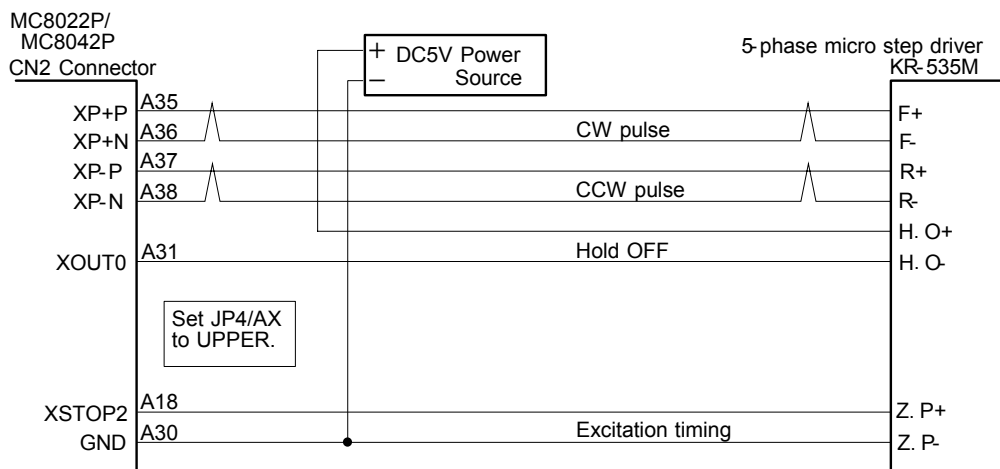 MC8022P/
MC8042P
CN2 Connector
+ DC5V Power
− Source
5-phase micro step driver
KR-535M
XP+P A35 F+
XP+N A36 CW pulse F-
XP-P A37 R+
XP-N A38 CCW pulse R-
H. O+
XOUT0 A31 Hold OFF H. O-
Set JP4/AX
to UPPER.
XSTOP2 A18 Z. P+
GND A30 Excitation timing Z. P-